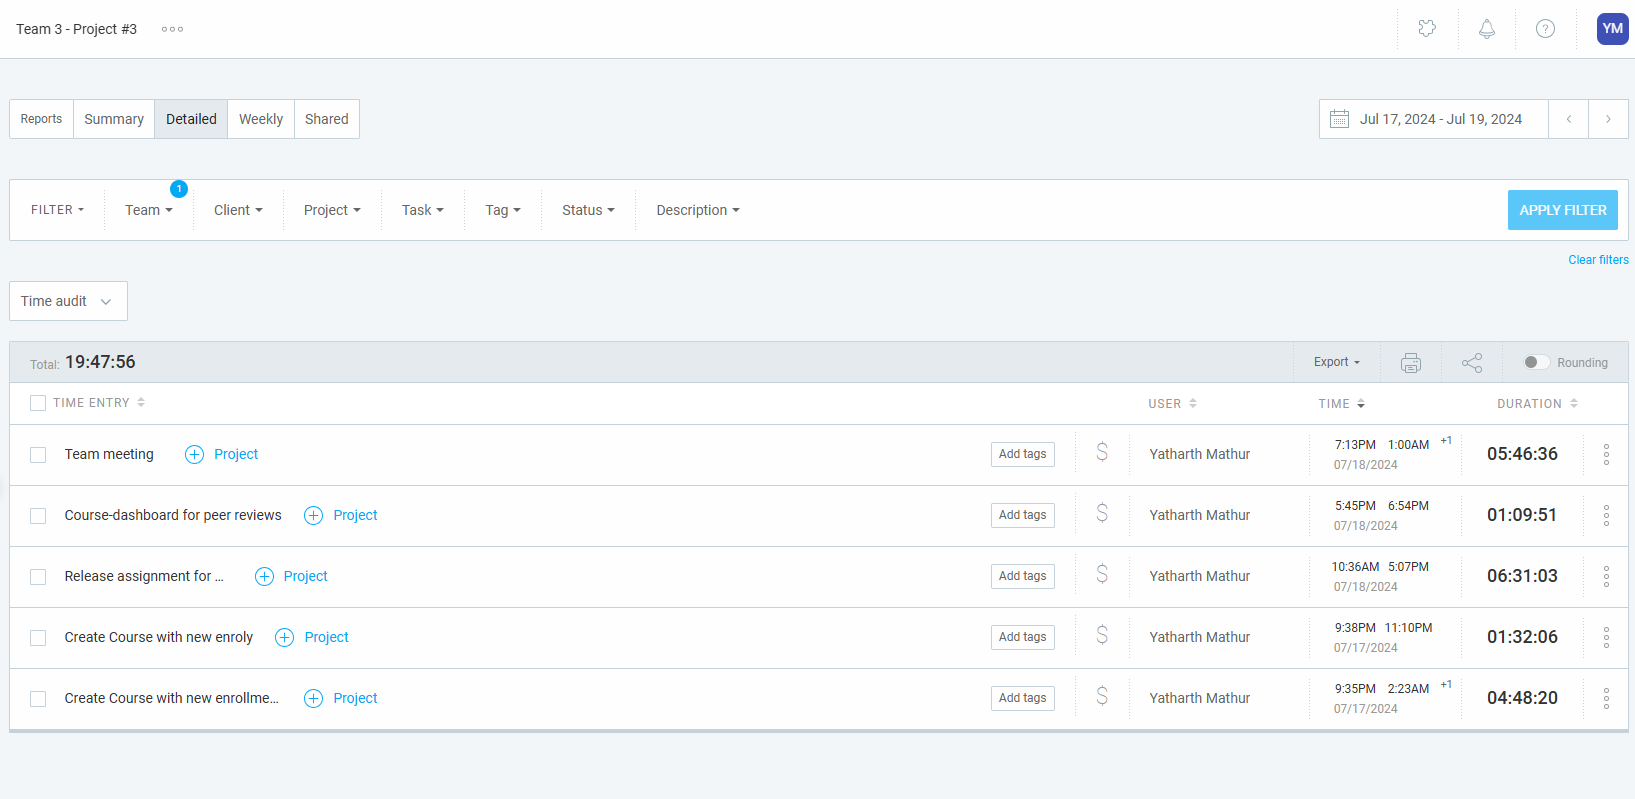 Team 3 - Project #3
YM
Reports Summary Detailed Weekly Shared
Jul 17, 2024 - Jul 19, 2024
1
FILTER Team Client Project Task Tag Status Description APPLY FILTER
Clear filters
Time audit
Total: 19:47:56 Export Rounding
TIME ENTRY USER TIME DURATION
Team meeting Project Add tags $ Yatharth Mathur 7:13PM 1:00AM +1 05:46:36
07/18/2024
Course-dashboard for peer reviews Project Add tags $ Yatharth Mathur 5:45PM 6:54PM 01:09:51
07/18/2024
Release assignment for ... Project Add tags $ Yatharth Mathur 10:36AM 5:07PM 06:31:03
07/18/2024
Create Course with new enroly Project Add tags $ Yatharth Mathur 9:38PM 11:10PM 01:32:06
07/17/2024
Create Course with new enrollme... Project Add tags $ Yatharth Mathur 9:35PM 2:23AM +1 04:48:20
07/17/2024